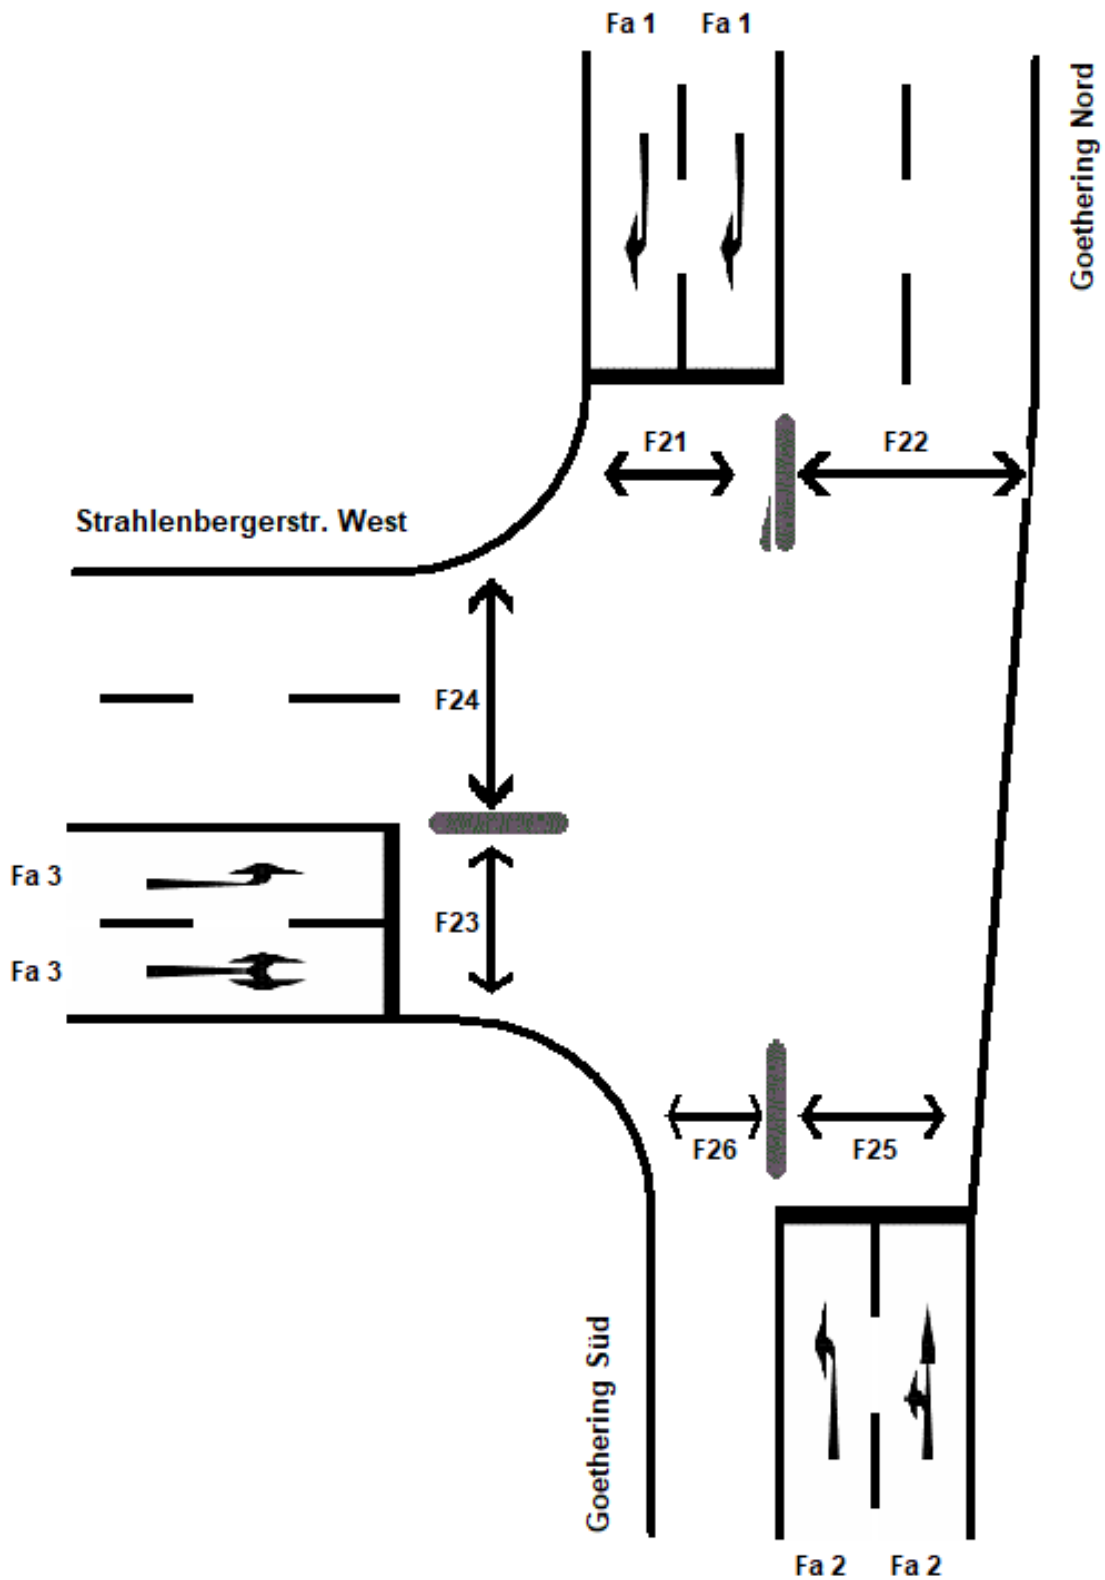 Fa 1 Fa 1
Goethering Nord
F21 F22
Strahlenbergerstr. West
F24
Fa 3
F23
Fa 3
F26 F25
Goethering Süd
Fa 2 Fa 2